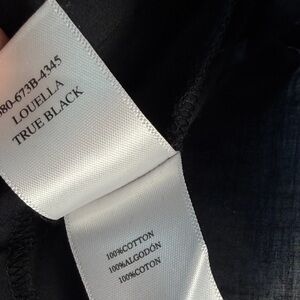 80-673B-4345
LOUELLA
TRUE BLACK
100%COTTON
100%ALGODÓN
100%COTON